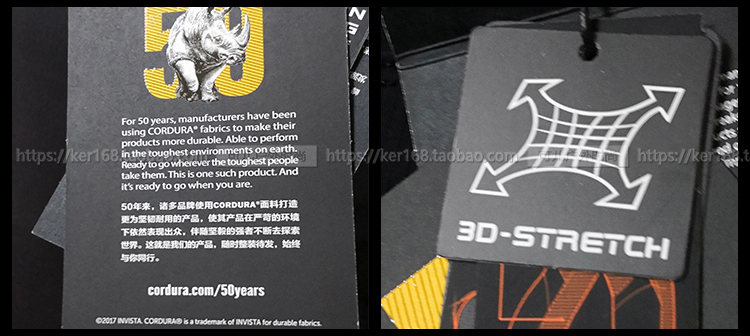 50
For 50 years, manufacturers have been
using CORDURA® fabrics to make their
products more durable. Able to perform
in the toughest environments on earth.
Ready to go wherever the toughest people
take them. This is one such product. And
it's ready to go when you are.
50年来，诸多品牌使用CORDURA®面料打造
更为坚韧耐用的产品，使其产品在严苛的环境
下依然表现出众，伴随坚毅的强者不断去探索
世界。这就是我们的产品，随时整装待发，始终
与你同行。
cordura.com/50years
©2017 INVISTA. CORDURA® is a trademark of INVISTA for durable fabrics.
3D-STRETCH
https://ker168.taobao.com
https://ker168.taobao.com
https://ker